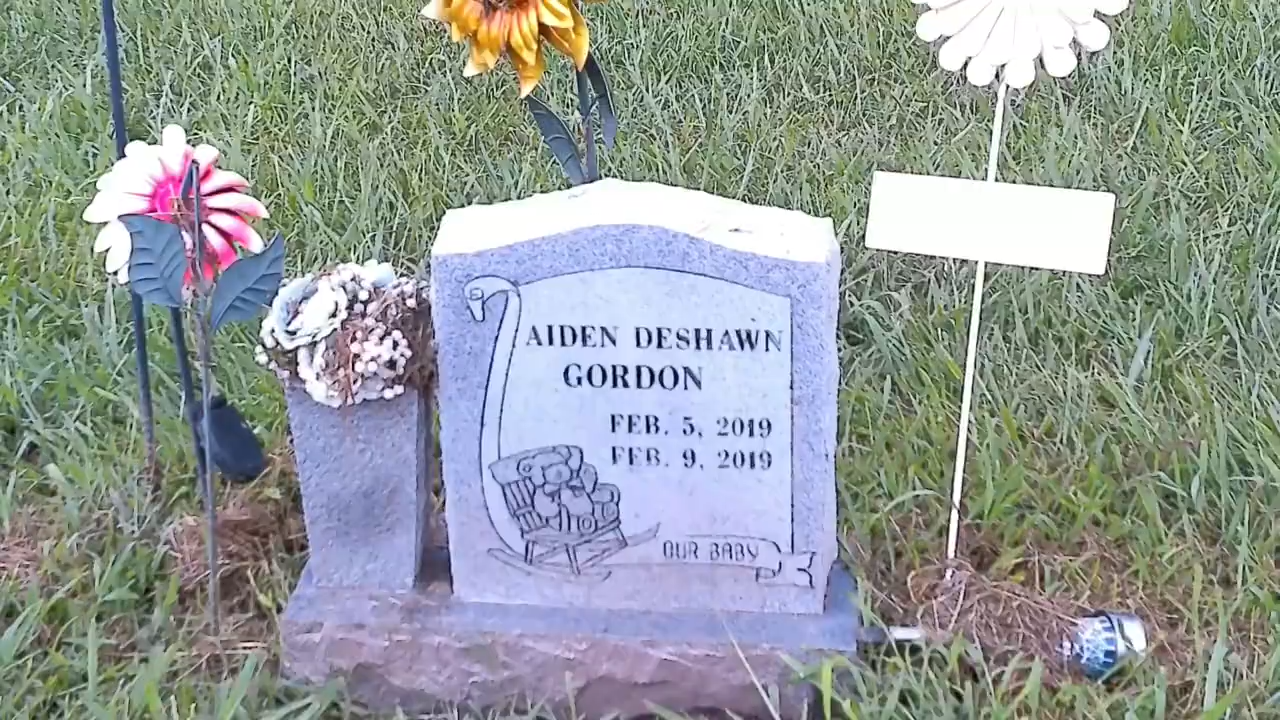 AIDEN DESHAWN
GORDON
FEB. 5, 2019
FEB. 9, 2019
OUR BABY